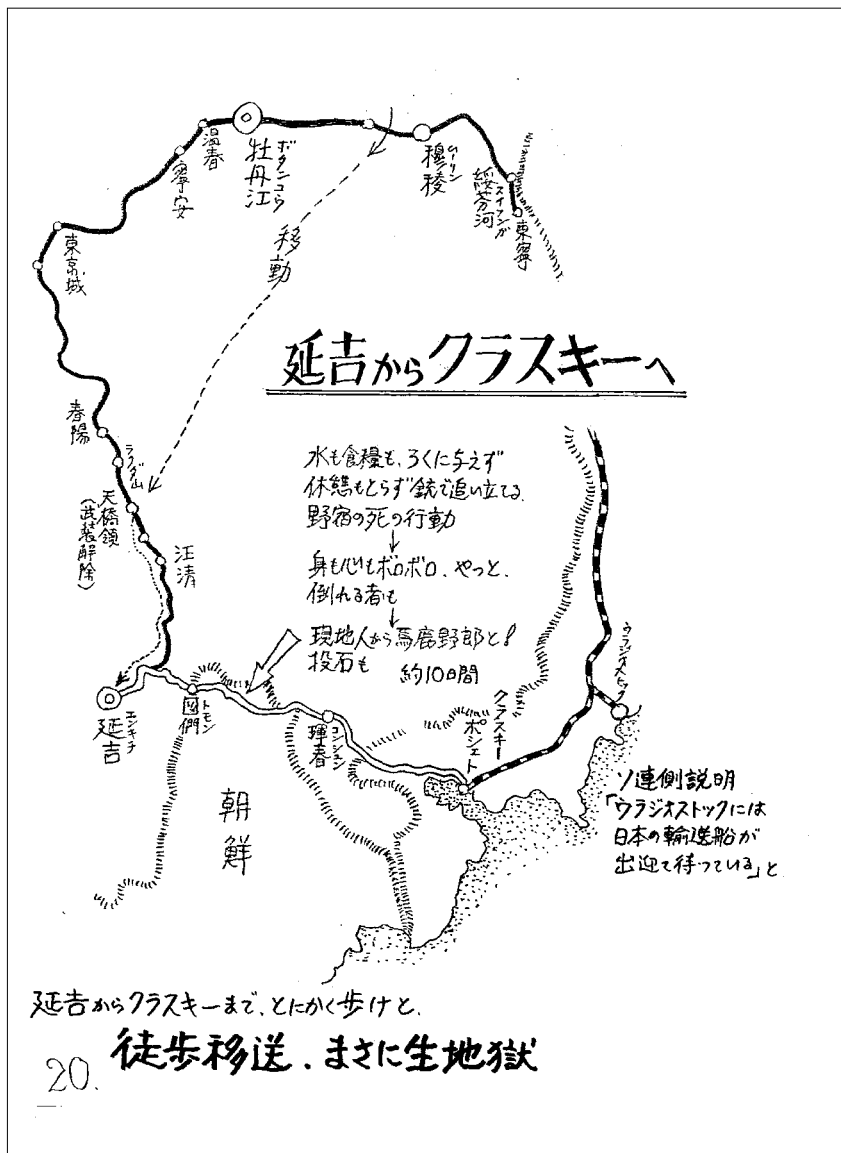 延吉からクラスキーへ
牡丹江
ボタンコウ
温春
寧安
東京城
春陽
ラクダ山
天橋領
(武装解除)
汪清
移動
穆稜
ムーリン
綏芬河
スイフンガ
東寧
水も食糧も、ろくに与えず
休憩もとらず銃で追い立てる
野宿の死の行動
↓
身も心もボロボロ、やっと、
倒れる者も
↓
現地人から馬鹿野郎と!
投石も 約10日間
延吉
エンキチ
図們
トモン
琿春
コンシュン
クラスキー
ポシェット
ウラジオストック
朝鮮
ソ連側説明
「ウラジオストックには
日本の輸送船が
出迎て待っている」と
延吉からクラスキーまで、とにかく歩けと、
徒歩移送、まさに生地獄
20.